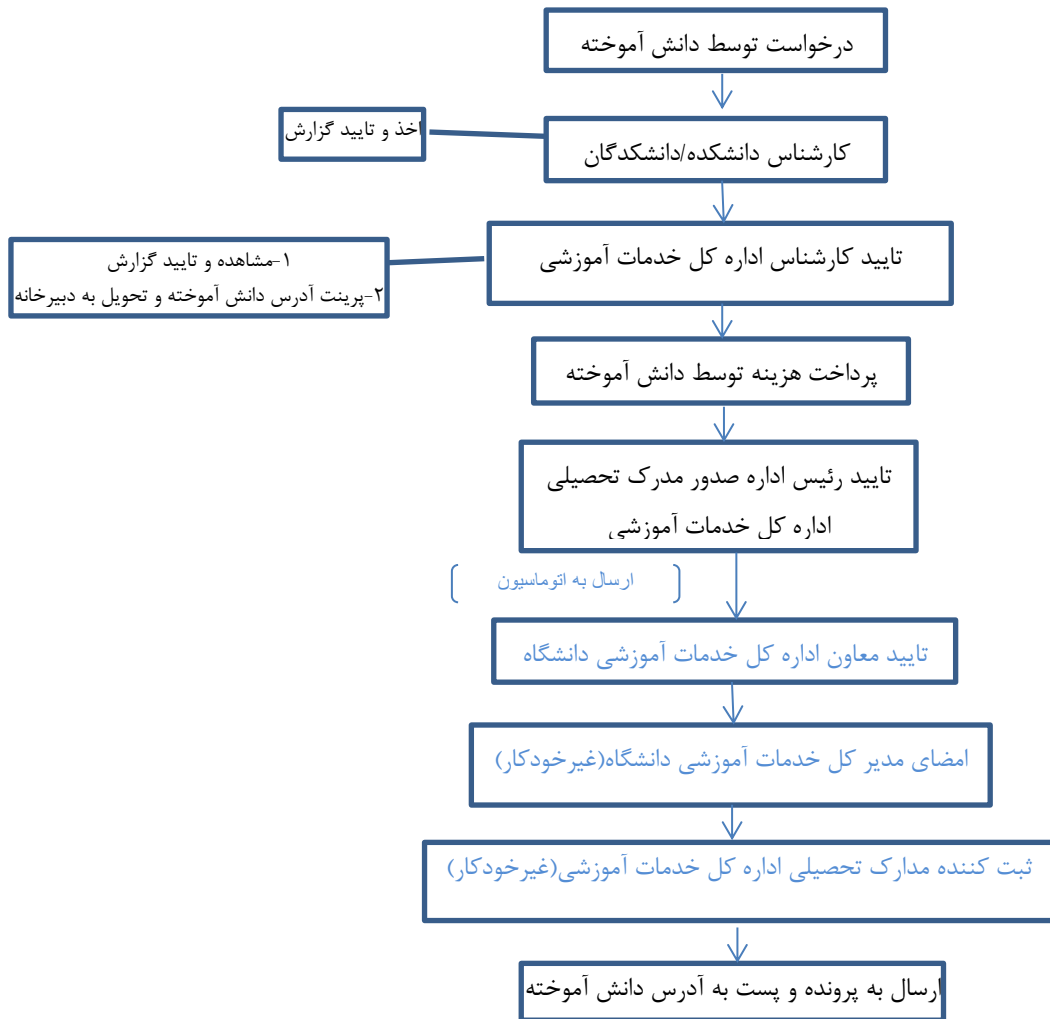 درخواست توسط دانش آموخته
اخذ و تایید گزارش
کارشناس دانشکده/دانشکدگان
تایید کارشناس اداره کل خدمات آموزشی
۱-مشاهده و تایید گزارش
۲-پرینت آدرس دانش آموخته و تحویل به دبیرخانه
پرداخت هزینه توسط دانش آموخته
تایید رئیس اداره صدور مدرک تحصیلی
اداره کل خدمات آموزشی
ارسال به اتوماسیون
تایید معاون اداره کل خدمات آموزشی دانشگاه
امضای مدیر کل خدمات آموزشی دانشگاه(غیرخودکار)
ثبت کننده مدارک تحصیلی اداره کل خدمات آموزشی(غیرخودکار)
ارسال به پرونده و پست به آدرس دانش آموخته